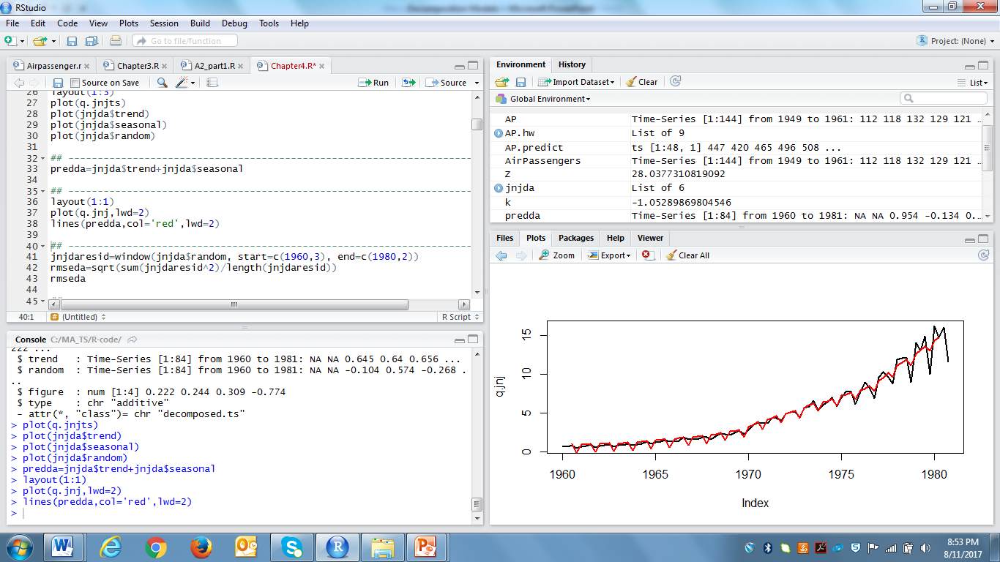 RStudio
File Edit Code View Plots Session Build Debug Tools Help
Go to file/function
Project: (None)
Airpassenger.r
Chapter3.R
A2_part1.R
Chapter4.R*
Source on Save
Run
Source
26 layout(1:3)
27 plot(q.jnjts)
28 plot(jnjda$trend)
29 plot(jnjda$seasonal)
30 plot(jnjda$random)
31
32 ## ------------------------------------------------------------------------
33 predda=jnjda$trend+jnjda$seasonal
34
35 ## ------------------------------------------------------------------------
36 layout(1:1)
37 plot(q.jnj,lwd=2)
38 lines(predda,col='red',lwd=2)
39
40 ## ------------------------------------------------------------------------
41 jnjdaresid=window(jnjda$random, start=c(1960,3), end=c(1980,2))
42 rmseda=sqrt(sum(jnjdaresid^2)/length(jnjdaresid))
43 rmseda
44
45 ##
40:1 # (Untitled) R Script
Console C:/MA_TS/R-code/
222 ...
$ trend : Time-Series [1:84] from 1960 to 1981: NA NA 0.645 0.64 0.656 ...
$ random : Time-Series [1:84] from 1960 to 1981: NA NA -0.104 0.574 -0.268 .
..
$ figure : num [1:4] 0.222 0.244 0.309 -0.774
$ type : chr "additive"
- attr(*, "class")= chr "decomposed.ts"
> plot(q.jnjts)
> plot(jnjda$trend)
> plot(jnjda$seasonal)
> plot(jnjda$random)
> predda=jnjda$trend+jnjda$seasonal
> layout(1:1)
> plot(q.jnj,lwd=2)
> lines(predda,col='red',lwd=2)
>
Environment History
Import Dataset Clear
List
Global Environment
AP Time-Series [1:144] from 1949 to 1961: 112 118 132 129 121 …
AP.hw List of 9
AP.predict ts [1:48, 1] 447 420 465 496 508 ...
AirPassengers Time-Series [1:144] from 1949 to 1961: 112 118 132 129 121 …
Z 28.0377310819092
jnjda List of 6
k -1.05289869804546
predda Time-Series [1:84] from 1960 to 1981: NA NA 0.954 -0.134 0…
Files Plots Packages Help Viewer
Zoom Export Clear All
q.jnj
15
10
5
0
1960 1965 1970 1975 1980
Index
8:53 PM
8/11/2017